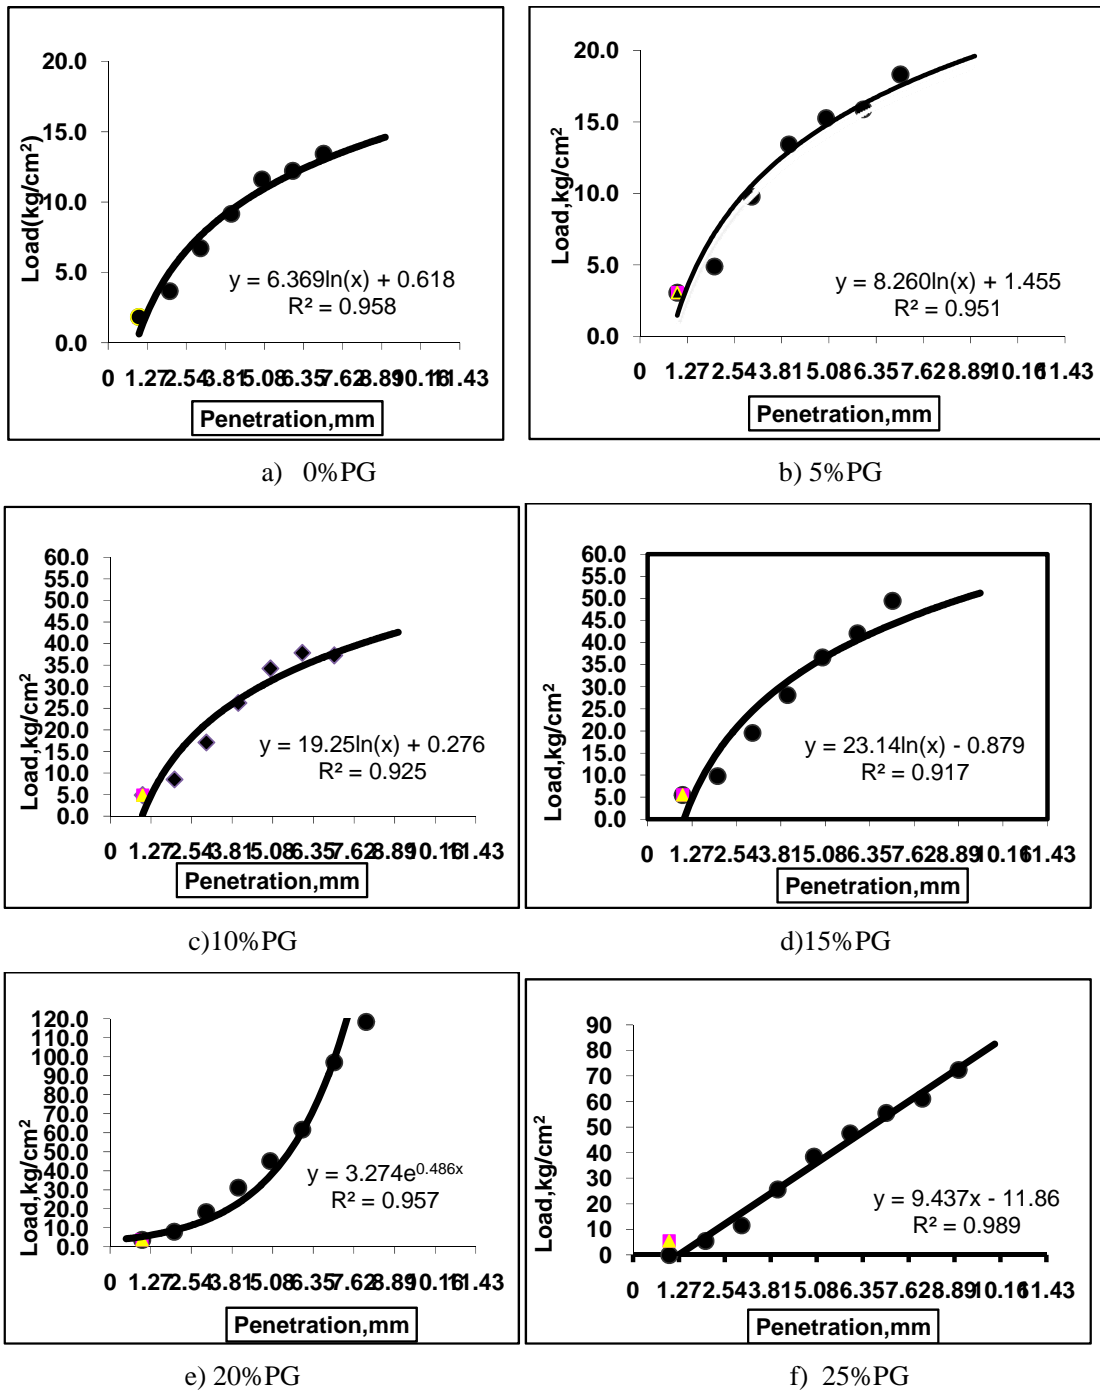 20.0
15.0
10.0
5.0
0.0
Load(kg/cm²)
y = 6.369ln(x) + 0.618
R² = 0.958
0 1.27 2.54 3.81 5.08 6.35 7.62 8.89 10.16 11.43
Penetration,mm
a) 0%PG
20.0
15.0
10.0
5.0
0.0
Load,kg/cm²
y = 8.260ln(x) + 1.455
R² = 0.951
0 1.27 2.54 3.81 5.08 6.35 7.62 8.89 10.16 11.43
Penetration,mm
b) 5%PG
60.0
55.0
50.0
45.0
40.0
35.0
30.0
25.0
20.0
15.0
10.0
5.0
0.0
Load,kg/cm²
y = 19.25ln(x) + 0.276
R² = 0.925
0 1.27 2.54 3.81 5.08 6.35 7.62 8.89 10.16 11.43
Penetration,mm
c)10%PG
60.0
55.0
50.0
45.0
40.0
35.0
30.0
25.0
20.0
15.0
10.0
5.0
0.0
Load,kg/cm²
y = 23.14ln(x) - 0.879
R² = 0.917
0 1.27 2.54 3.81 5.08 6.35 7.62 8.89 10.16 11.43
Penetration,mm
d)15%PG
120.0
110.0
100.0
90.0
80.0
70.0
60.0
50.0
40.0
30.0
20.0
10.0
0.0
Load,kg/cm²
y = 3.274e^0.486x
R² = 0.957
0 1.27 2.54 3.81 5.08 6.35 7.62 8.89 10.16 11.43
Penetration,mm
e) 20%PG
90
80
70
60
50
40
30
20
10
0
Load,kg/cm²
y = 9.437x - 11.86
R² = 0.989
0 1.27 2.54 3.81 5.08 6.35 7.62 8.89 10.16 11.43
Penetration,mm
f) 25%PG